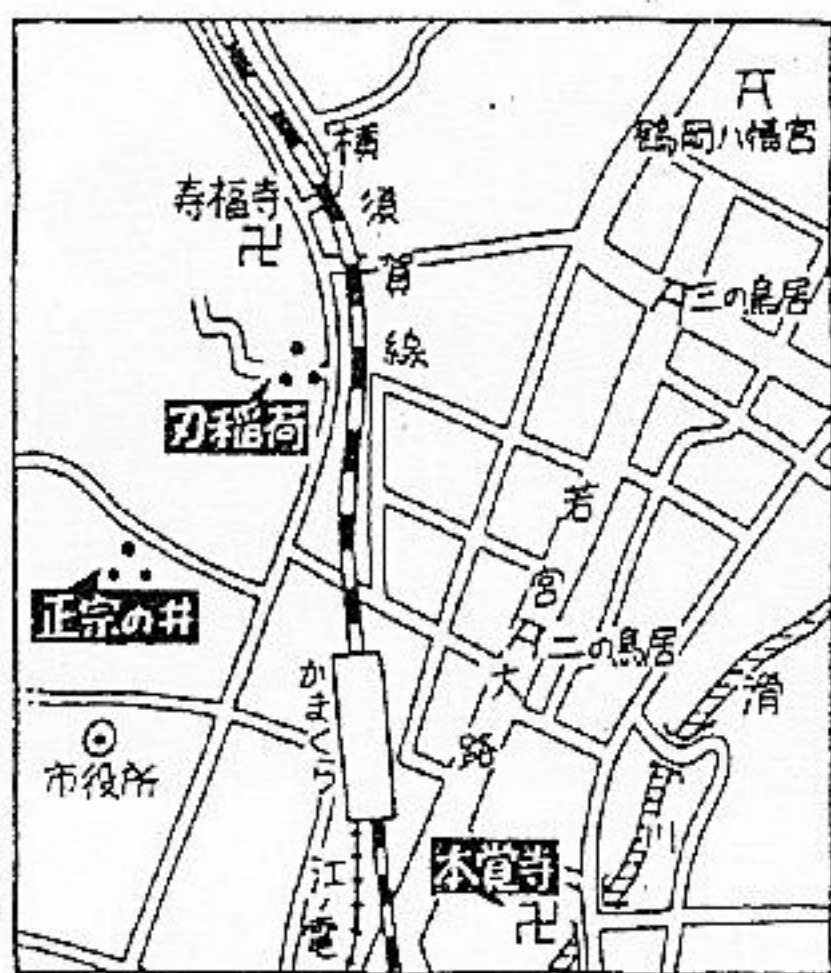 鶴岡八幡宮
横須賀線
寿福寺
三の鳥居
刃稲荷
若宮大路
正宗の井
二の鳥居
滑川
かまくら
市役所
本覚寺
江ノ電